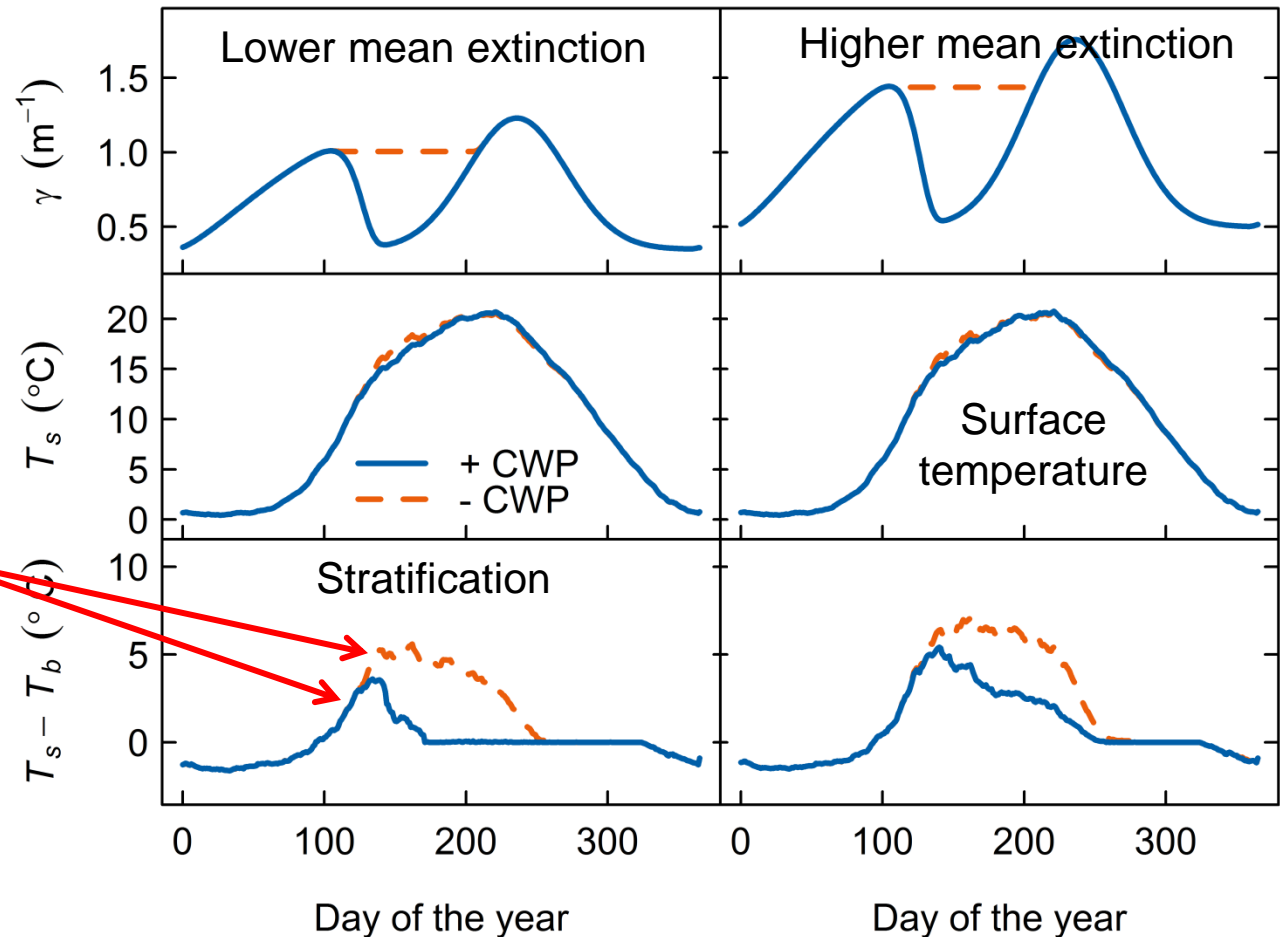 Lower mean extinction
Higher mean extinction
γ (m⁻¹)
1.5
1.0
0.5
Tₛ (°C)
20
15
10
5
0
+ CWP
- CWP
Surface
temperature
Tₛ − T_b (°C)
10
5
0
Stratification
0 100 200 300
0 100 200 300
Day of the year
Day of the year